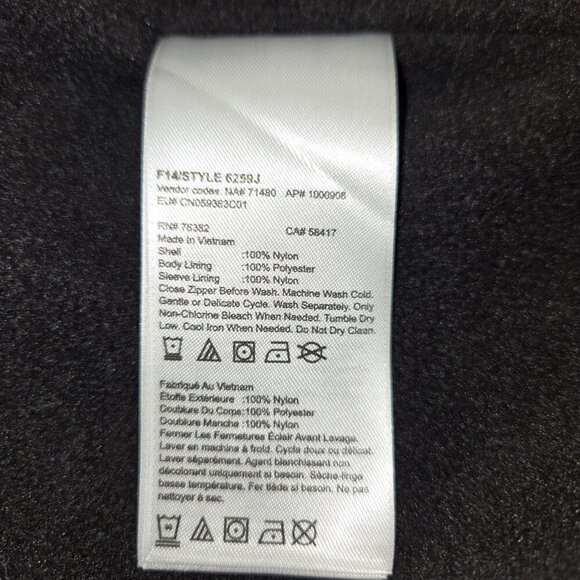 F14/STYLE 6259J
Vendor codes: NA# 71480 AP# 1000908
EU# CN059363C01
RN# 76382 CA# 58417
Made In Vietnam
Shell :100% Nylon
Body Lining :100% Polyester
Sleeve Lining :100% Nylon
Close Zipper Before Wash. Machine Wash Cold.
Gentle or Delicate Cycle. Wash Separately. Only
Non-Chlorine Bleach When Needed. Tumble Dry
Low. Cool Iron When Needed. Do Not Dry Clean.
Fabriqué Au Vietnam
Étoffe Extérieure :100% Nylon
Doublure Du Corps:100% Polyester
Doublure Mancha :100% Nylon
Fermer Les Fermetures Éclair Avant Lavage.
Laver en machine à froid. Cycle doux ou délicat.
Laver séparément. Agent blanchissant non
décolorant uniquement si besoin. Sèche-linge
basse température. Fer tiède si besoin. Ne pas
nettoyer à sec.